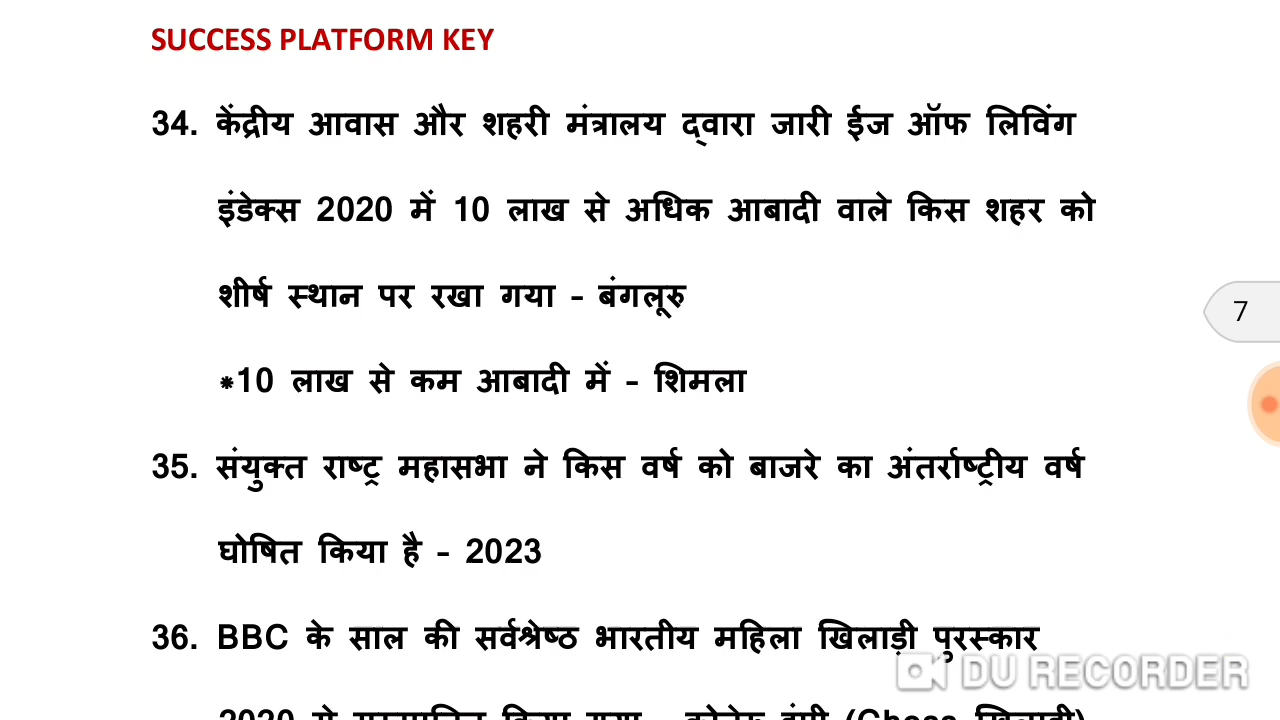 SUCCESS PLATFORM KEY
34. केंद्रीय आवास और शहरी मंत्रालय द्वारा जारी ईज ऑफ लिविंग
इंडेक्स 2020 में 10 लाख से अधिक आबादी वाले किस शहर को
शीर्ष स्थान पर रखा गया – बंगलूरु
7
*10 लाख से कम आबादी में – शिमला
35. संयुक्त राष्ट्र महासभा ने किस वर्ष को बाजरे का अंतर्राष्ट्रीय वर्ष
घोषित किया है – 2023
36. BBC के साल की सर्वश्रेष्ठ भारतीय महिला खिलाड़ी पुरस्कार
DU RECORDER
2020 से